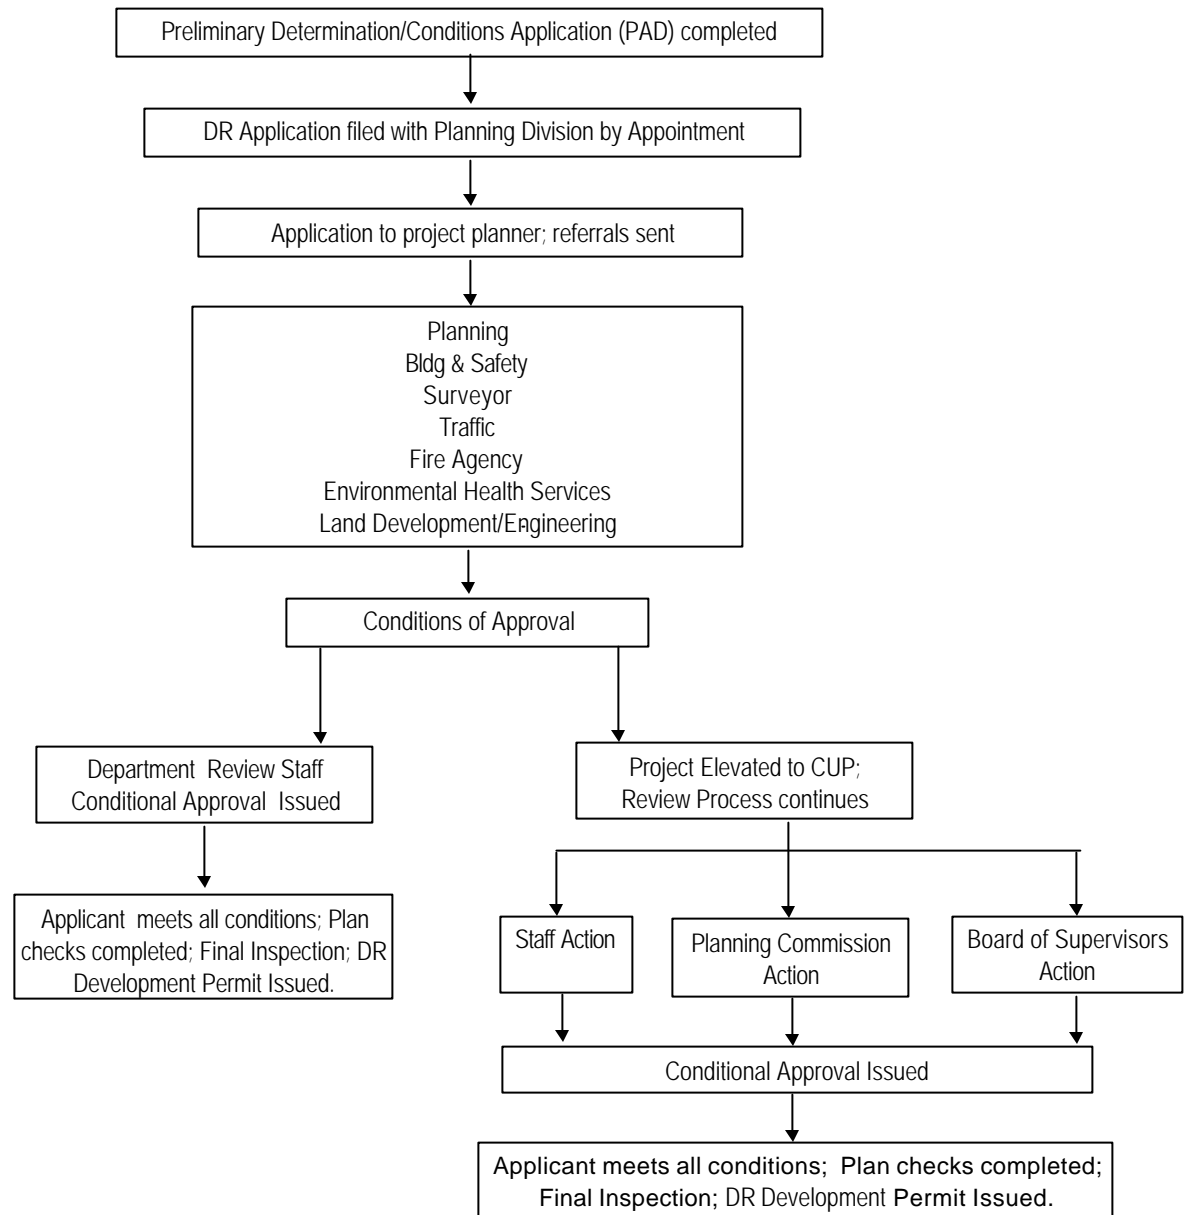 Preliminary Determination/Conditions Application (PAD) completed
DR Application filed with Planning Division by Appointment
Application to project planner; referrals sent
Planning
Bldg & Safety
Surveyor
Traffic
Fire Agency
Environmental Health Services
Land Development/Engineering
Conditions of Approval
Department Review Staff
Conditional Approval Issued
Project Elevated to CUP;
Review Process continues
Applicant meets all conditions; Plan
checks completed; Final Inspection; DR
Development Permit Issued.
Staff Action
Planning Commission
Action
Board of Supervisors
Action
Conditional Approval Issued
Applicant meets all conditions; Plan checks completed;
Final Inspection; DR Development Permit Issued.